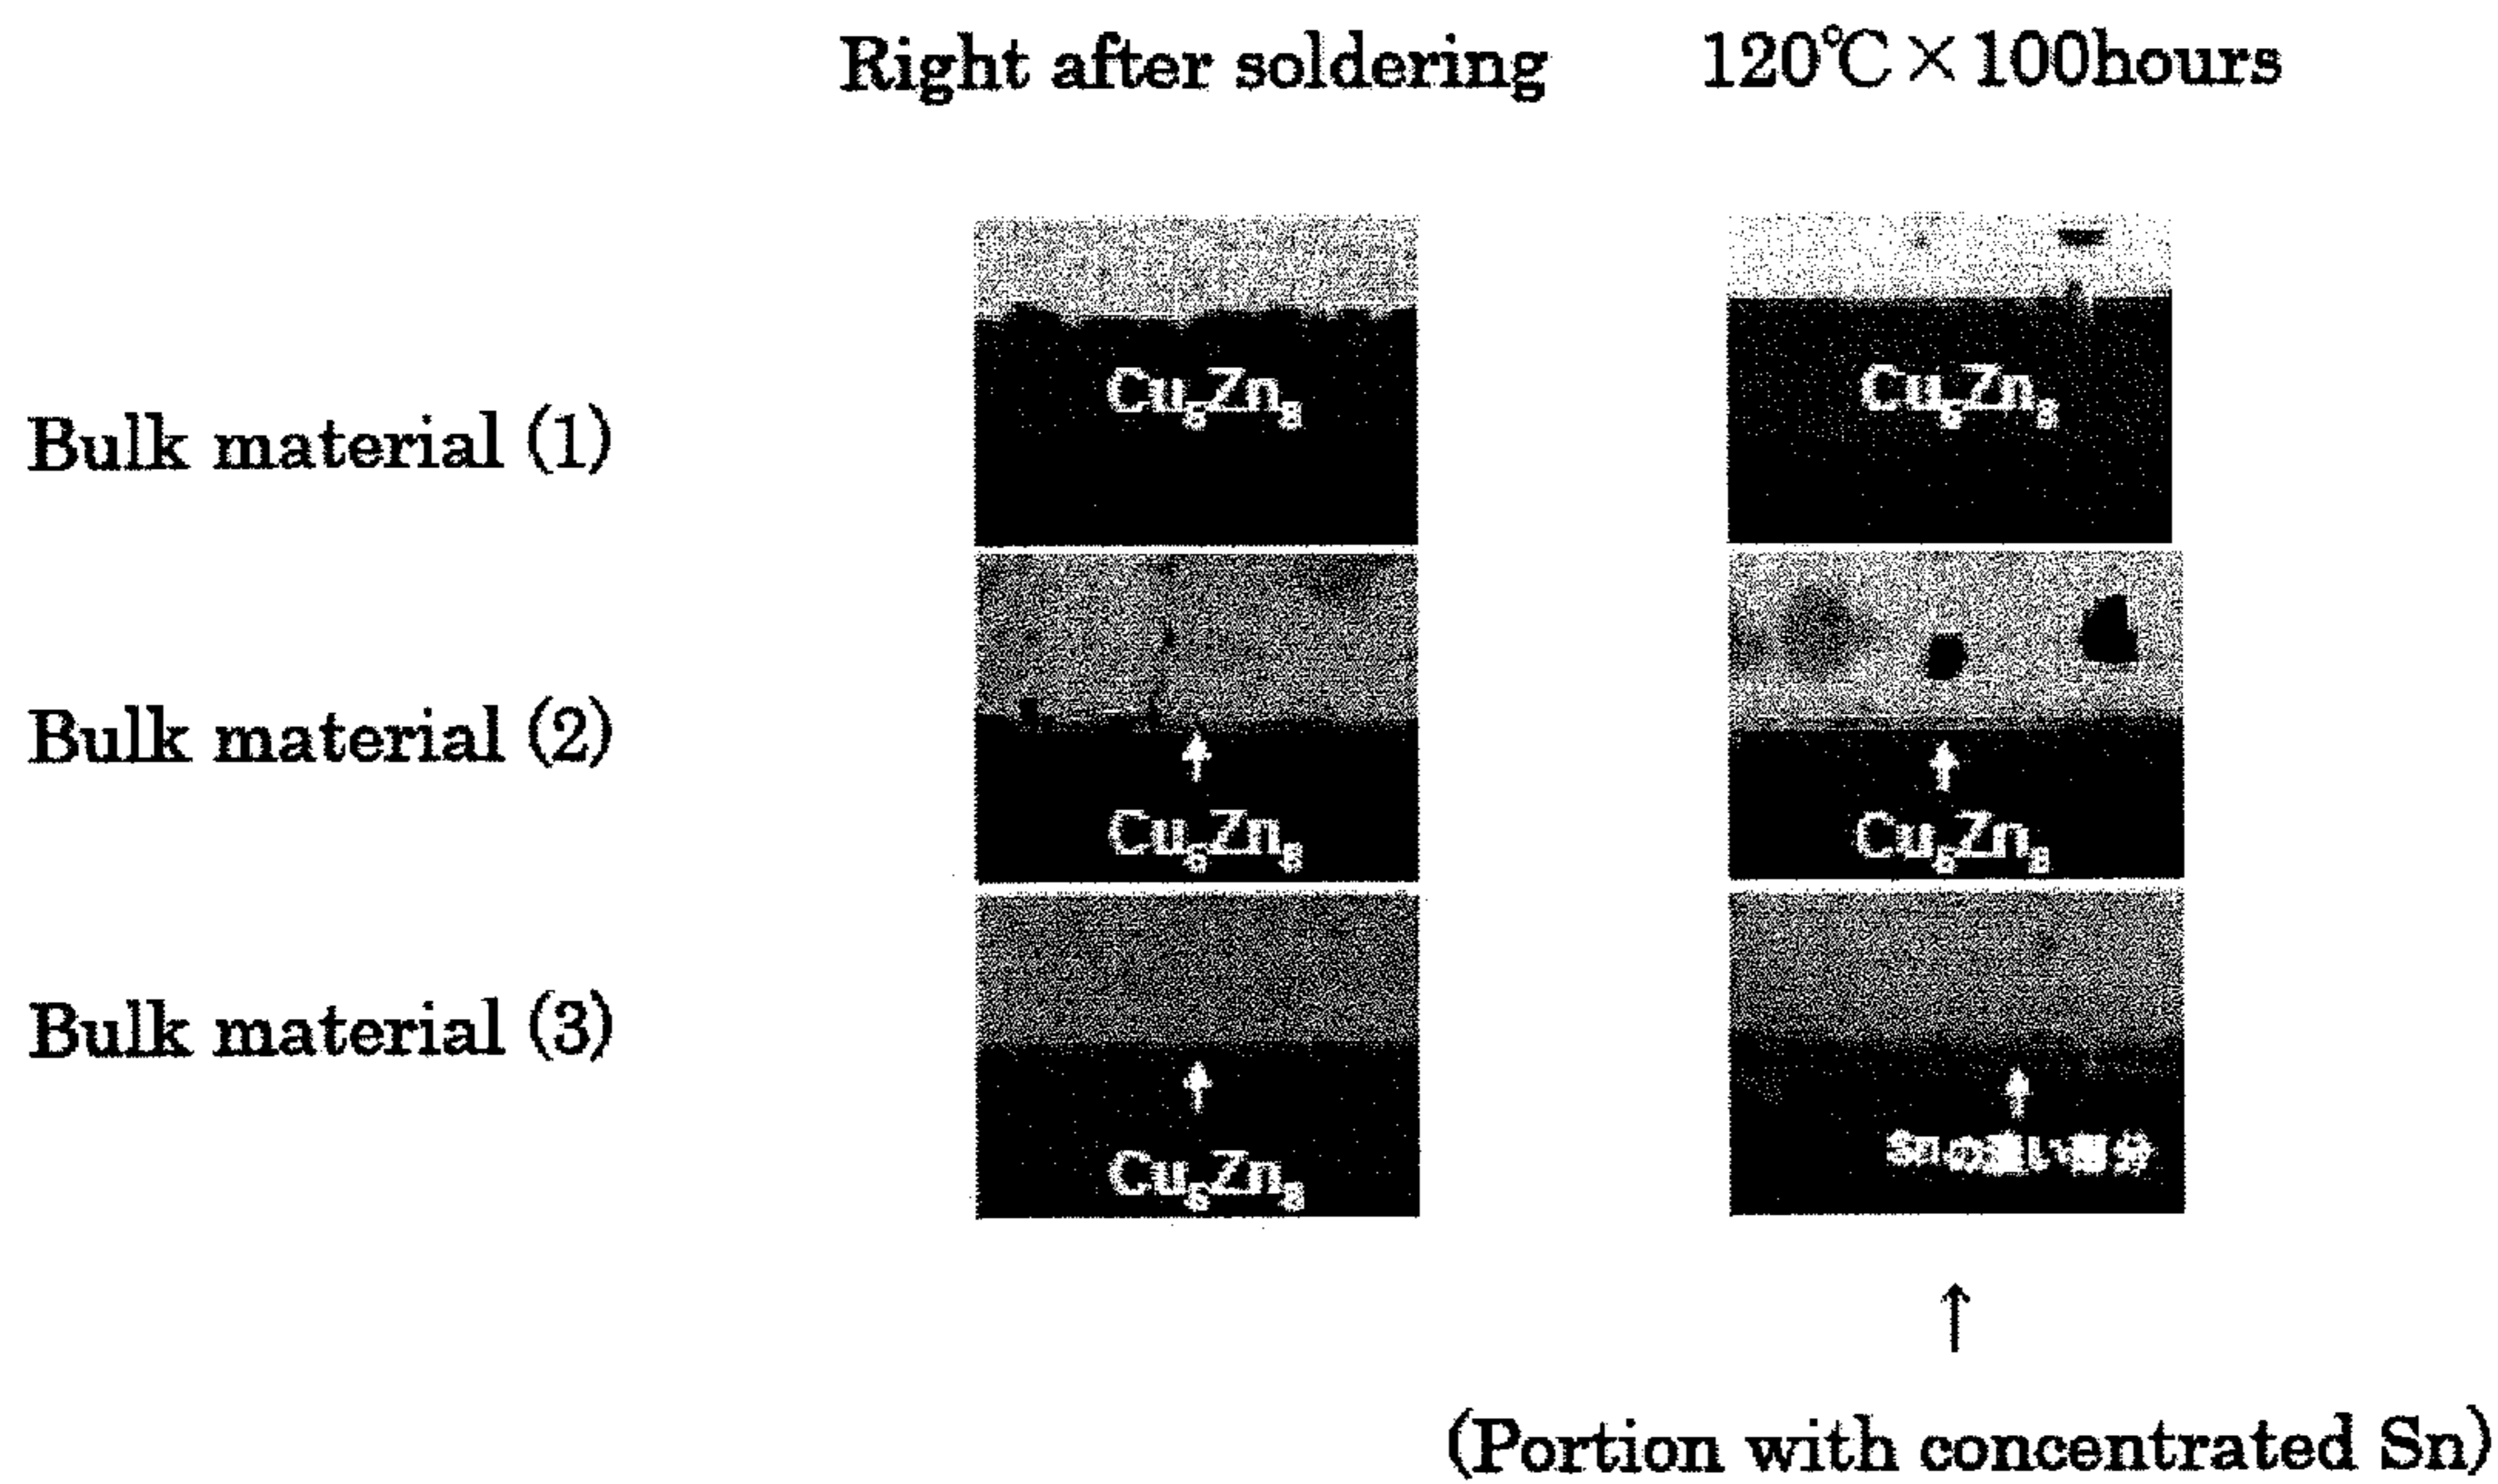 Right after soldering 120℃×100hours
Bulk material (1) Cu5Zn8 Cu5Zn8
Bulk material (2) Cu5Zn8 Cu5Zn8
Bulk material (3) Cu5Zn8 Sn
↑
(Portion with concentrated Sn)